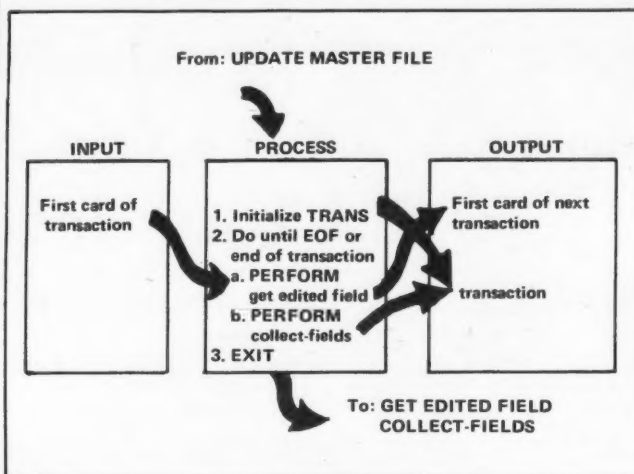 From: UPDATE MASTER FILE
INPUT
PROCESS
OUTPUT
First card of
transaction
1. Initialize TRANS
2. Do until EOF or
end of transaction
a. PERFORM
get edited field
b. PERFORM
collect-fields
3. EXIT
First card of next
transaction
transaction
To: GET EDITED FIELD
COLLECT-FIELDS